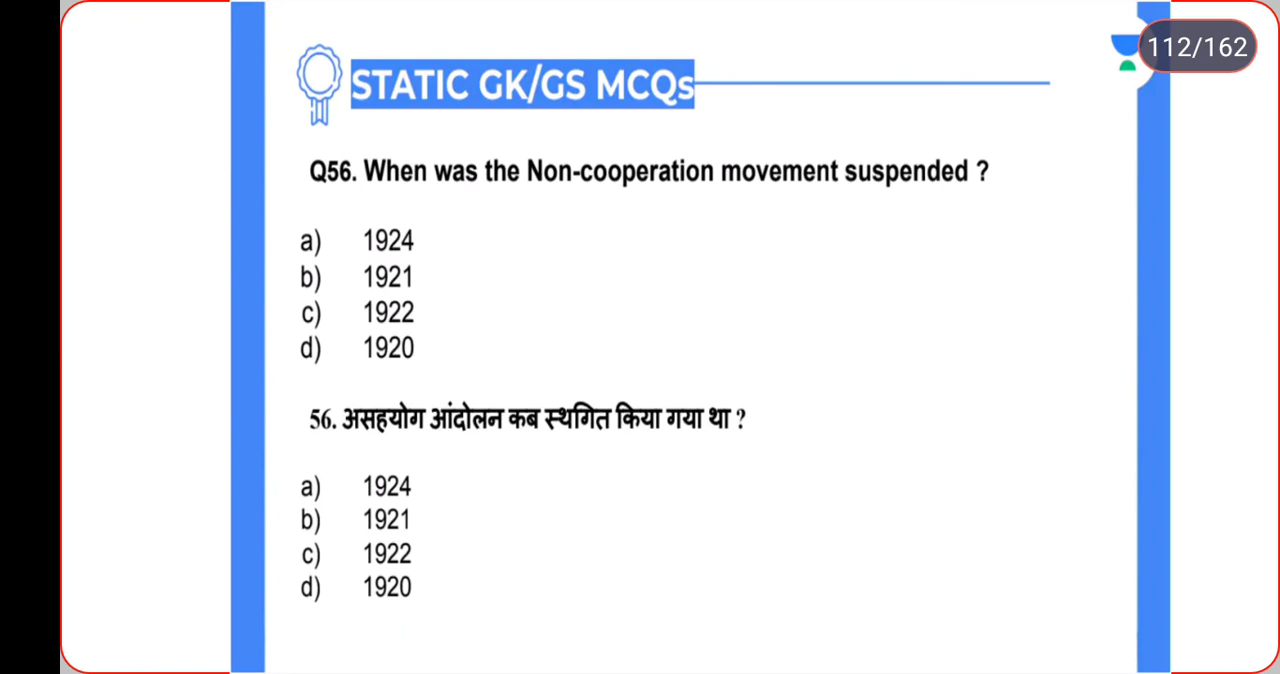 112/162
STATIC GK/GS MCQs
Q56. When was the Non-cooperation movement suspended ?
a) 1924
b) 1921
c) 1922
d) 1920
56. असहयोग आंदोलन कब स्थगित किया गया था ?
a) 1924
b) 1921
c) 1922
d) 1920